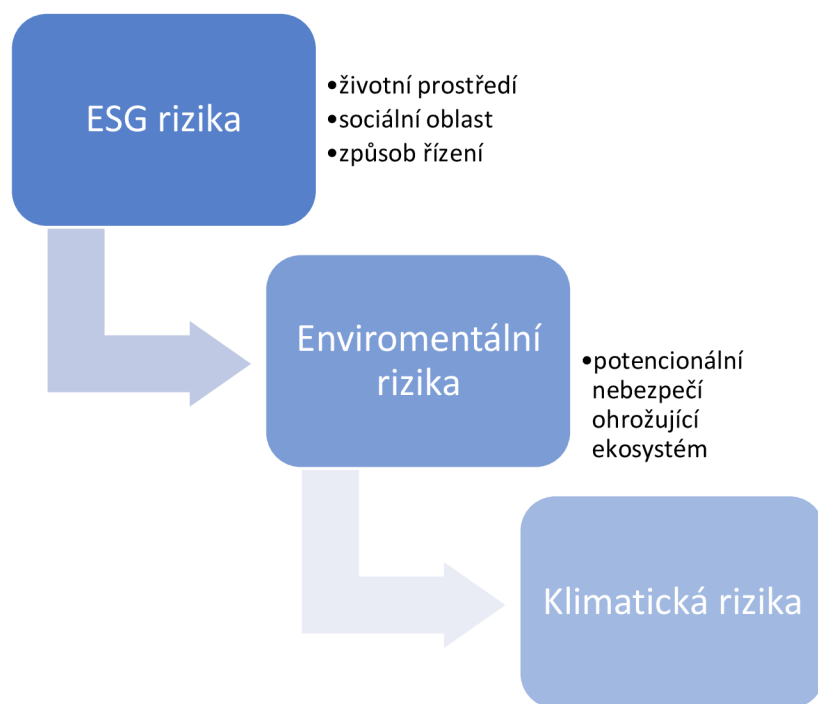 ESG rizika
•životní prostředí
•sociální oblast
•způsob řízení
Enviromentální
rizika
•potencionální
nebezpečí
ohrožující
ekosystém
Klimatická rizika